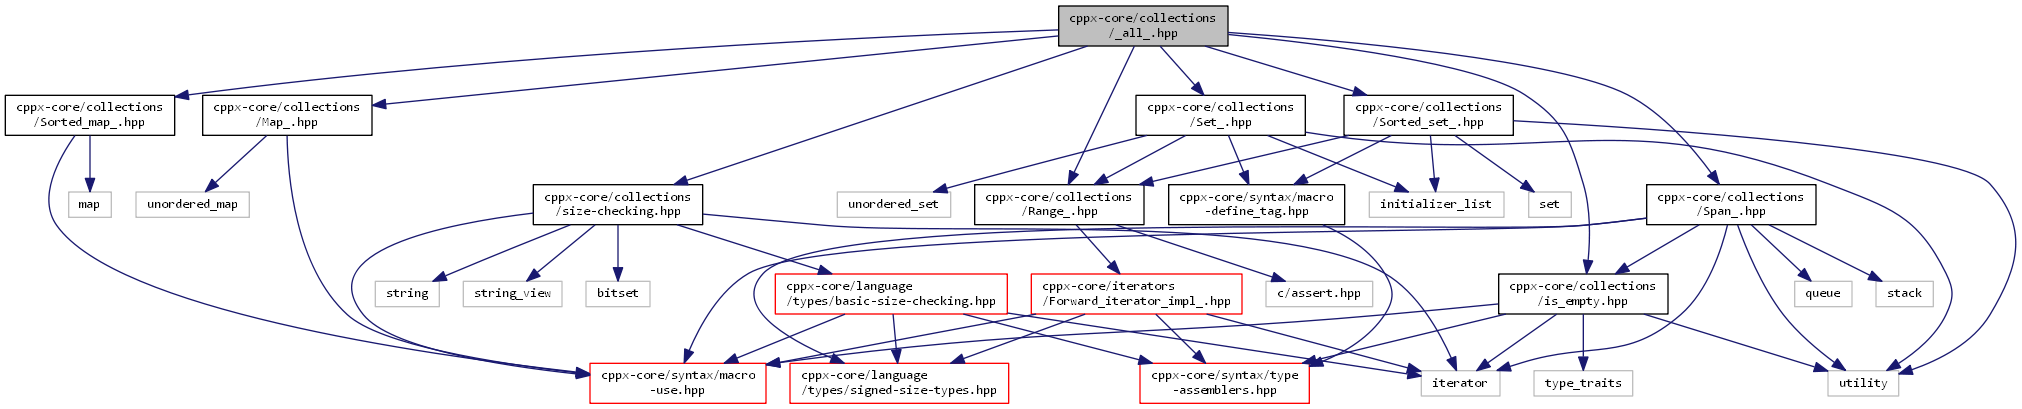 cppx-core/collections
/_all_.hpp
cppx-core/collections
/Sorted_map_.hpp
cppx-core/collections
/Map_.hpp
cppx-core/collections
/Set_.hpp
cppx-core/collections
/Sorted_set_.hpp
map
unordered_map
cppx-core/collections
/size-checking.hpp
unordered_set
cppx-core/collections
/Range_.hpp
cppx-core/syntax/macro
-define_tag.hpp
initializer_list
set
cppx-core/collections
/Span_.hpp
string
string_view
bitset
cppx-core/language
/types/basic-size-checking.hpp
cppx-core/iterators
/Forward_iterator_impl_.hpp
c/assert.hpp
cppx-core/collections
/is_empty.hpp
queue
stack
cppx-core/syntax/macro
-use.hpp
cppx-core/language
/types/signed-size-types.hpp
cppx-core/syntax/type
-assemblers.hpp
iterator
type_traits
utility